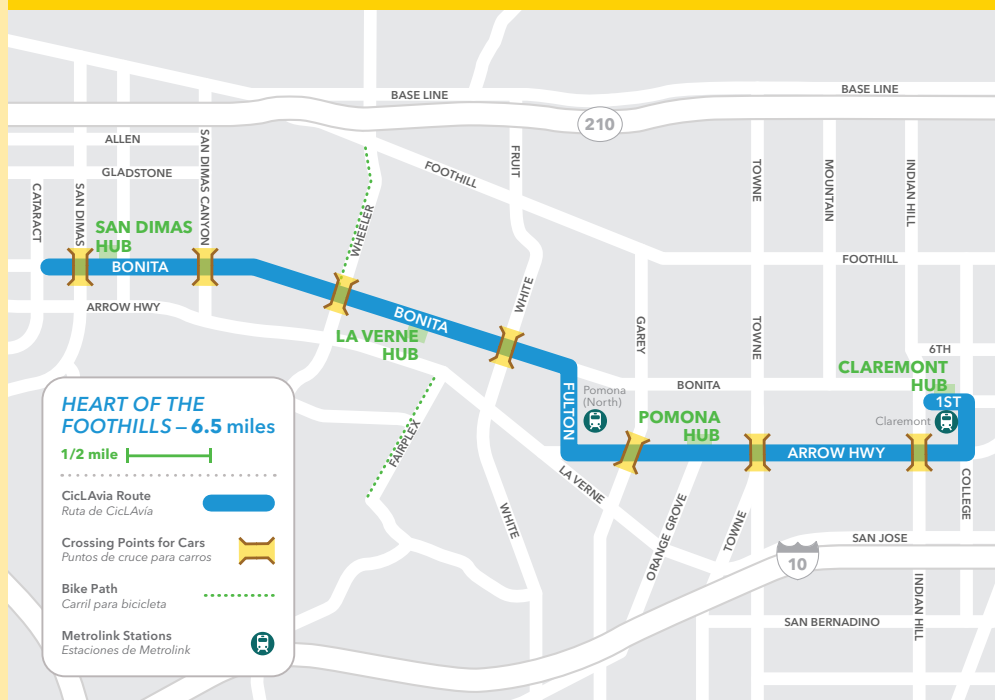 BASE LINE
BASE LINE
210
ALLEN
GLADSTONE
CATARACT
SAN DIMAS
SAN DIMAS CANYON
FOOTHILL
FRUIT
TOWNE
MOUNTAIN
INDIAN HILL
SAN DIMAS
HUB
BONITA
WHEELER
FOOTHILL
ARROW HWY
WHITE
BONITA
LA VERNE
HUB
GAREY
TOWNE
6TH
CLAREMONT
HUB
1ST
BONITA
Pomona
(North)
FULTON
POMONA
HUB
Claremont
ARROW HWY
FAIRPLEX
LA VERNE
WHITE
ORANGE GROVE
TOWNE
COLLEGE
SAN JOSE
10
INDIAN HILL
SAN BERNADINO
HEART OF THE
FOOTHILLS – 6.5 miles
1/2 mile
CicLAvia Route
Ruta de CicLAvía
Crossing Points for Cars
Puntos de cruce para carros
Bike Path
Carril para bicicleta
Metrolink Stations
Estaciones de Metrolink